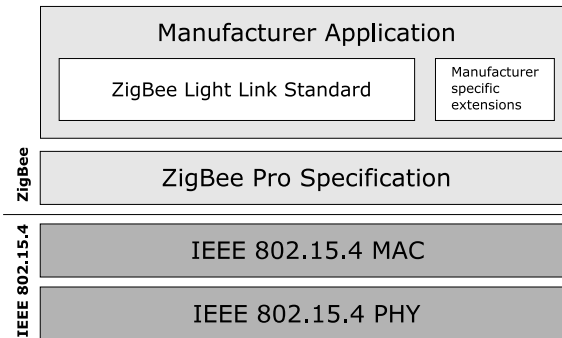 Manufacturer Application
ZigBee Light Link Standard
Manufacturer
specific
extensions
ZigBee
ZigBee Pro Specification
IEEE 802.15.4
IEEE 802.15.4 MAC
IEEE 802.15.4 PHY